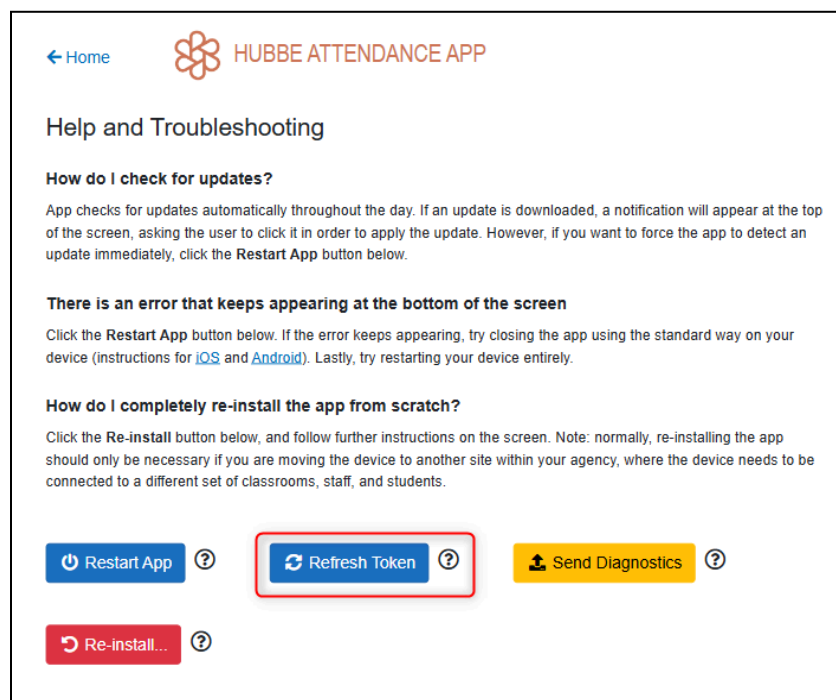 Home
HUBBE ATTENDANCE APP
Help and Troubleshooting
How do I check for updates?
App checks for updates automatically throughout the day. If an update is downloaded, a notification will appear at the top
of the screen, asking the user to click it in order to apply the update. However, if you want to force the app to detect an
update immediately, click the Restart App button below.
There is an error that keeps appearing at the bottom of the screen
Click the Restart App button below. If the error keeps appearing, try closing the app using the standard way on your
device (instructions for iOS and Android). Lastly, try restarting your device entirely.
How do I completely re-install the app from scratch?
Click the Re-install button below, and follow further instructions on the screen. Note: normally, re-installing the app
should only be necessary if you are moving the device to another site within your agency, where the device needs to be
connected to a different set of classrooms, staff, and students.
Restart App ? Refresh Token ? Send Diagnostics ?
Re-install... ?